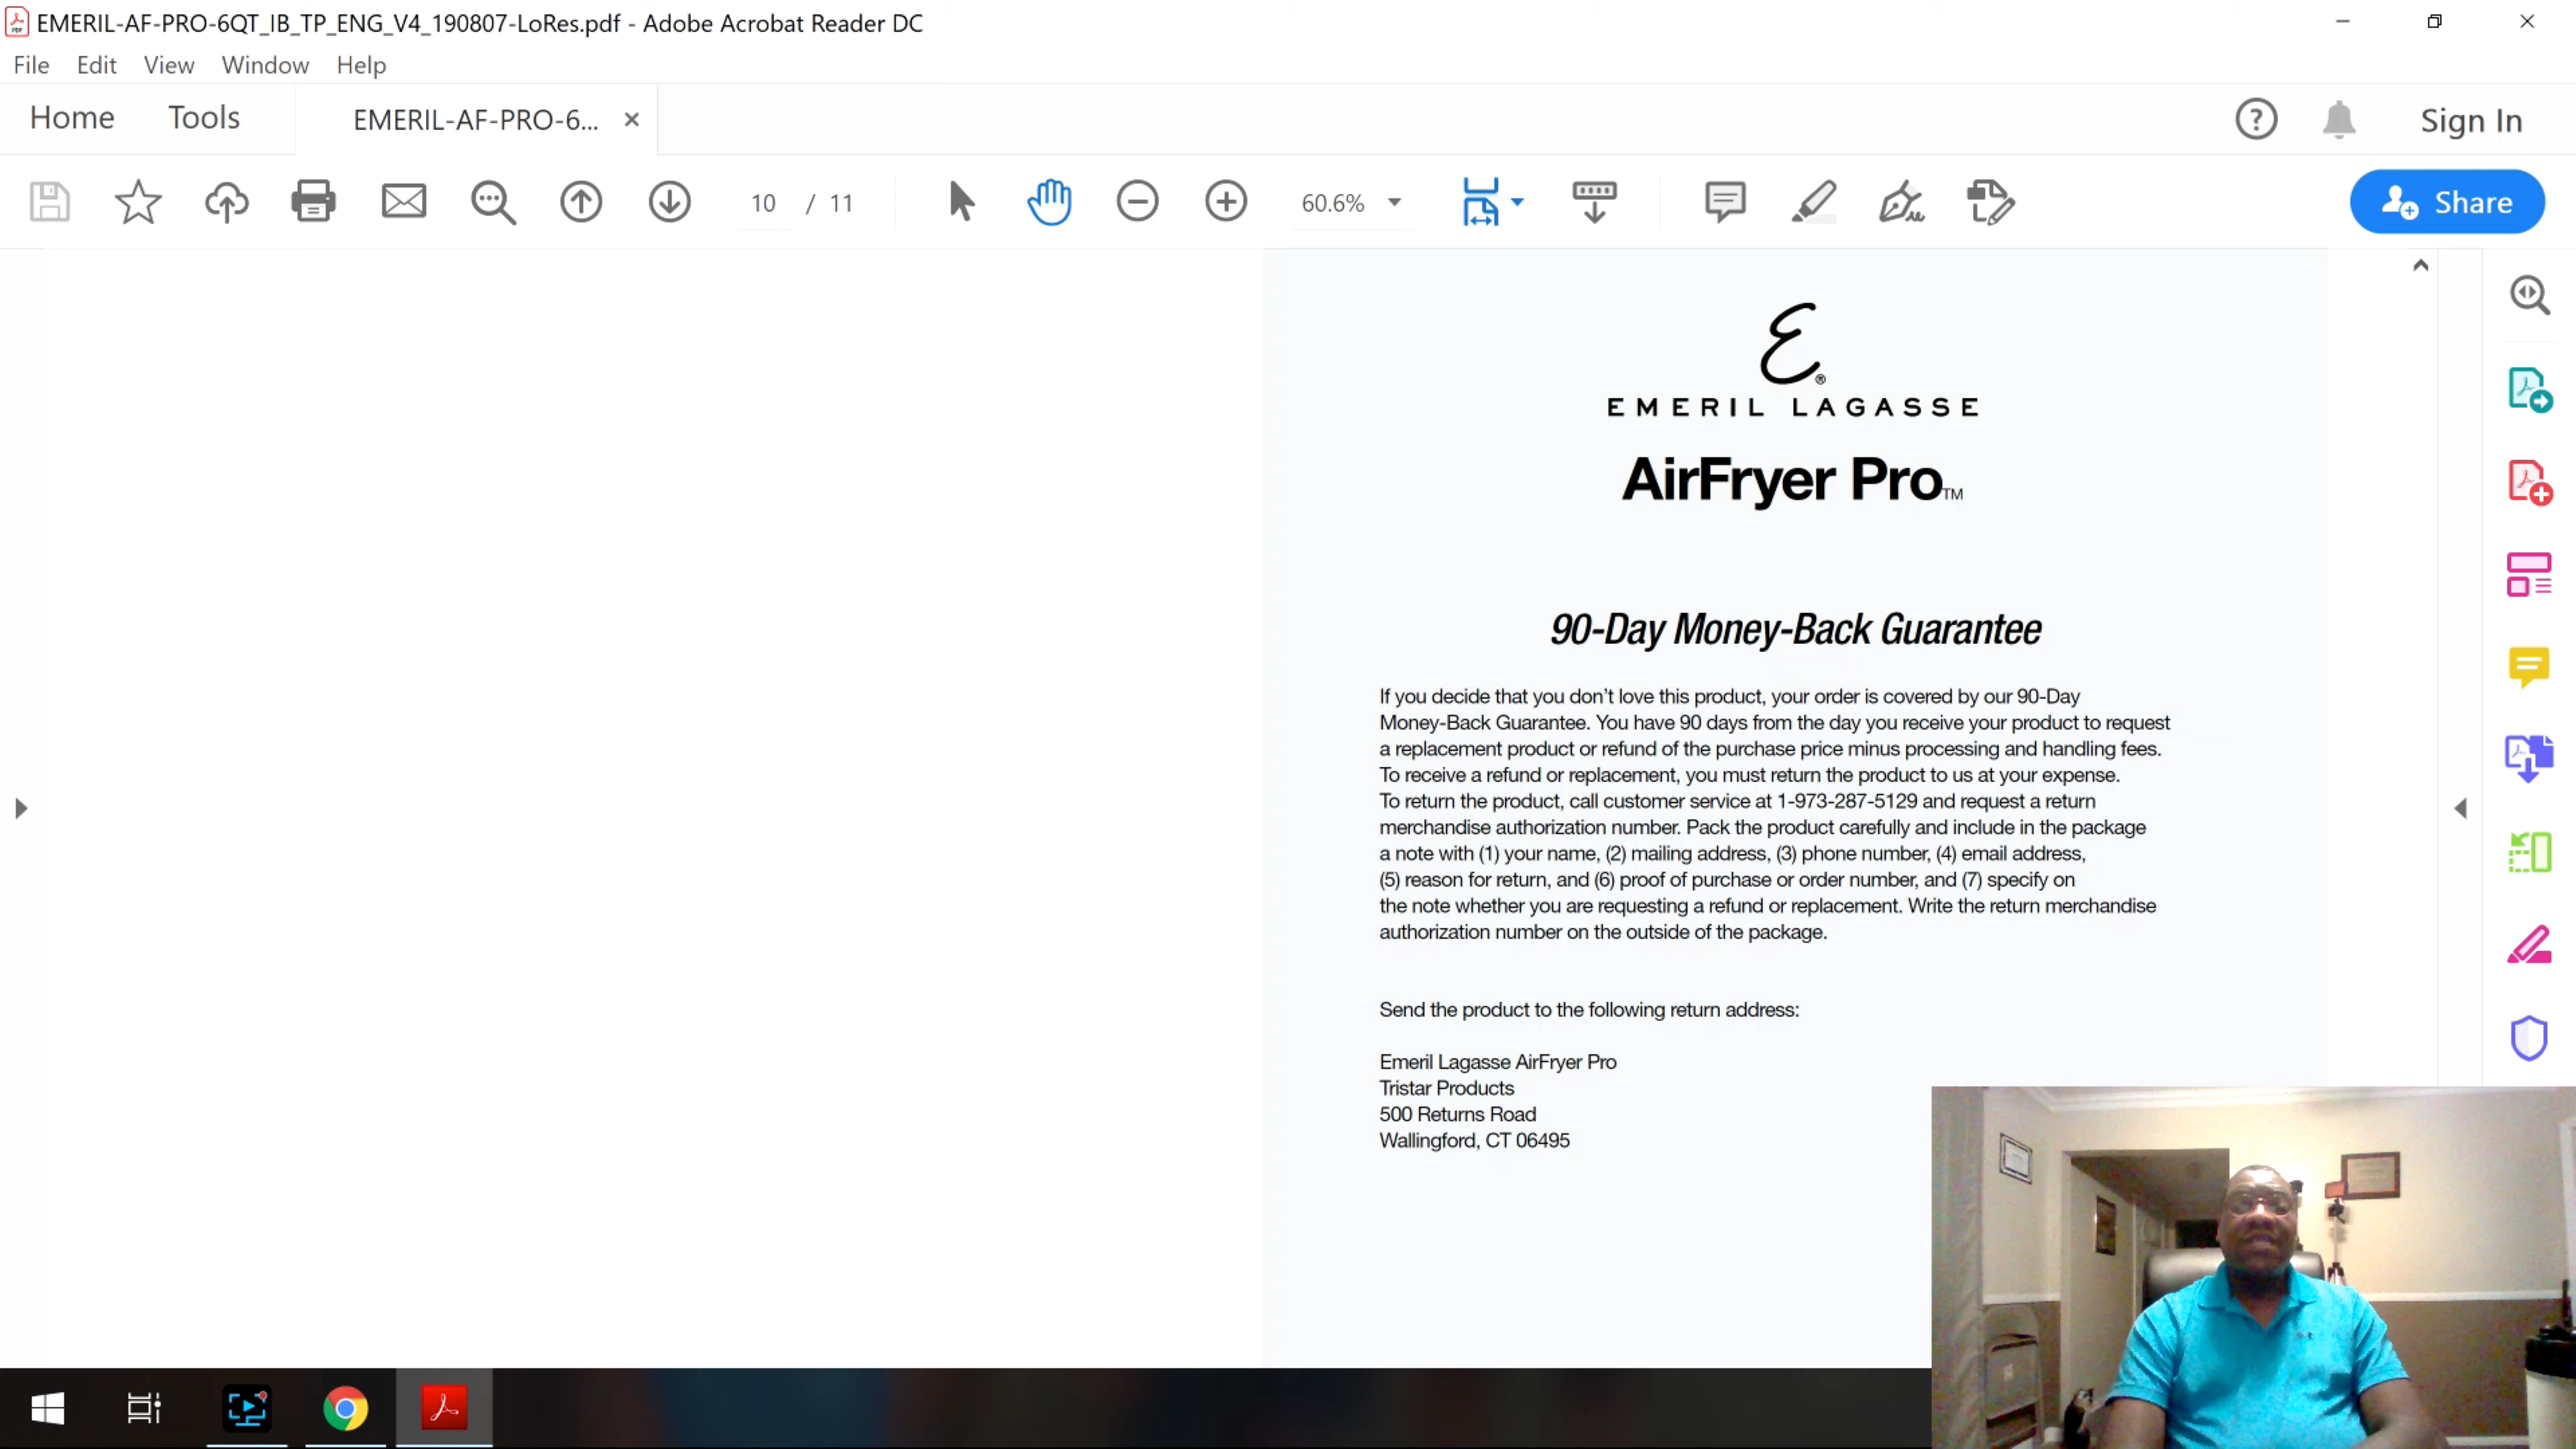 EMERIL-AF-PRO-6QT_IB_TP_ENG_V4_190807-LoRes.pdf - Adobe Acrobat Reader DC
File Edit View Window Help
Home Tools EMERIL-AF-PRO-6... Sign In
10 / 11 60.6% Share
E®
EMERIL LAGASSE
AirFryer Pro™
90-Day Money-Back Guarantee
If you decide that you don't love this product, your order is covered by our 90-Day
Money-Back Guarantee. You have 90 days from the day you receive your product to request
a replacement product or refund of the purchase price minus processing and handling fees.
To receive a refund or replacement, you must return the product to us at your expense.
To return the product, call customer service at 1-973-287-5129 and request a return
merchandise authorization number. Pack the product carefully and include in the package
a note with (1) your name, (2) mailing address, (3) phone number, (4) email address,
(5) reason for return, and (6) proof of purchase or order number, and (7) specify on
the note whether you are requesting a refund or replacement. Write the return merchandise
authorization number on the outside of the package.
Send the product to the following return address:
Emeril Lagasse AirFryer Pro
Tristar Products
500 Returns Road
Wallingford, CT 06495